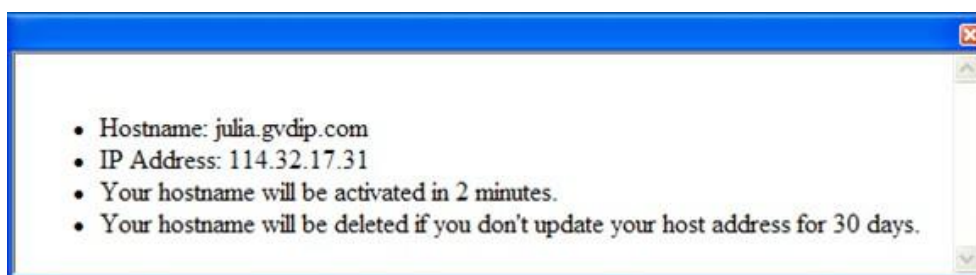 Hostname: julia.gvdip.com
IP Address: 114.32.17.31
Your hostname will be activated in 2 minutes.
Your hostname will be deleted if you don't update your host address for 30 days.